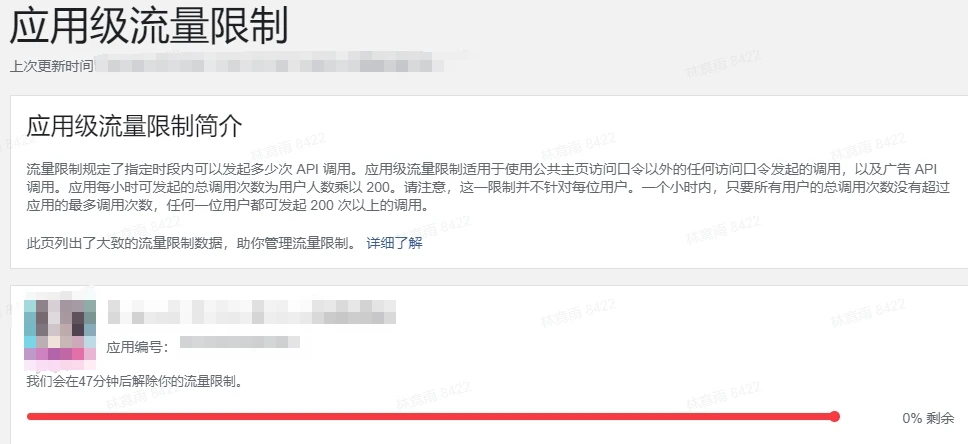 应用级流量限制
上次更新时间
应用级流量限制简介
流量限制规定了指定时段内可以发起多少次 API 调用。应用级流量限制适用于使用公共主页访问口令以外的任何访问口令发起的调用，以及广告 API
调用。应用每小时可发起的总调用次数为用户人数乘以 200。请注意，这一限制并不针对每位用户。一个小时内，只要所有用户的总调用次数没有超过
应用的最多调用次数，任何一位用户都可发起 200 次以上的调用。
此页列出了大致的流量限制数据，助你管理流量限制。 详细了解
应用编号：
我们会在47分钟后解除你的流量限制。
0% 剩余